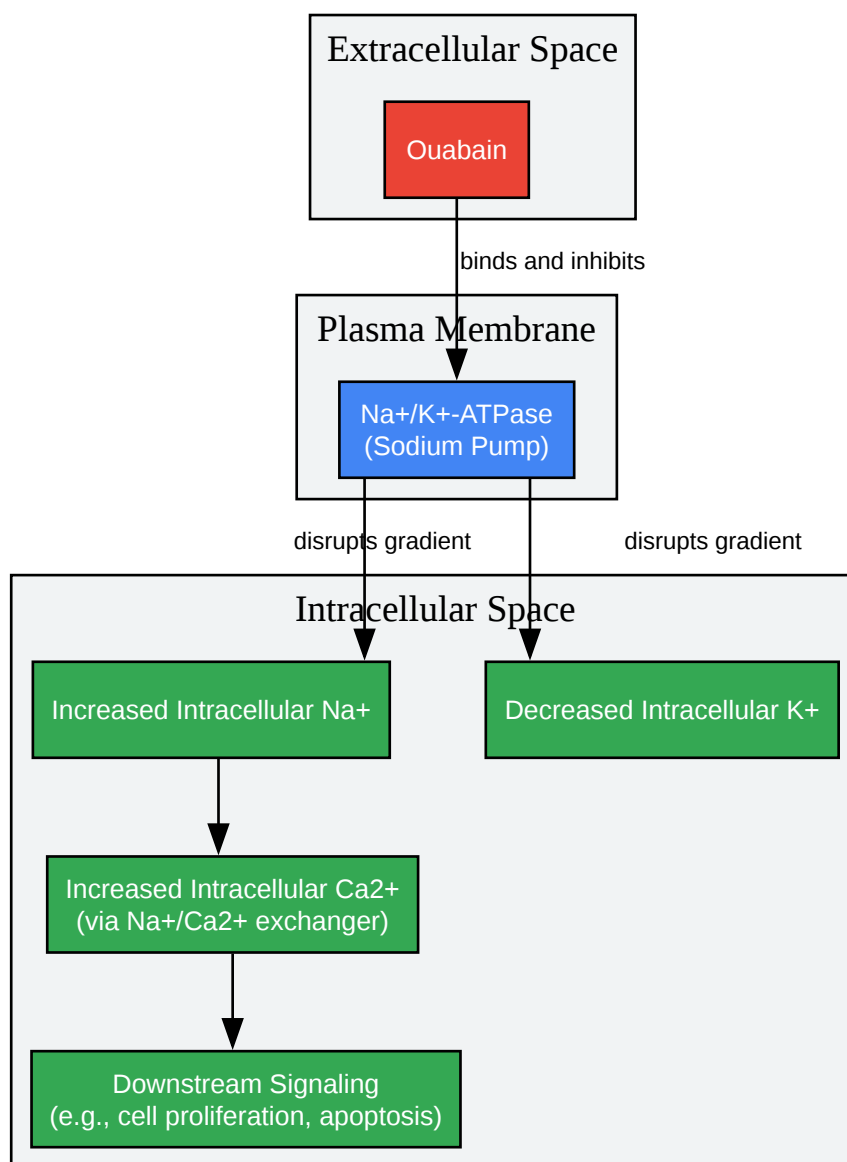 Extracellular Space
Ouabain
binds and inhibits
Plasma Membrane
Na+/K+-ATPase
(Sodium Pump)
disrupts gradient
disrupts gradient
Intracellular Space
Increased Intracellular Na+
Decreased Intracellular K+
Increased Intracellular Ca2+
(via Na+/Ca2+ exchanger)
Downstream Signaling
(e.g., cell proliferation, apoptosis)